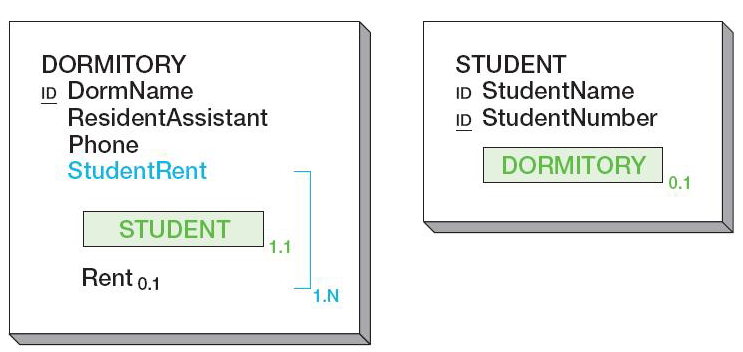 DORMITORY
ID DormName
ResidentAssistant
Phone
StudentRent
STUDENT 1.1
Rent 0.1
1.N
STUDENT
ID StudentName
ID StudentNumber
DORMITORY 0.1